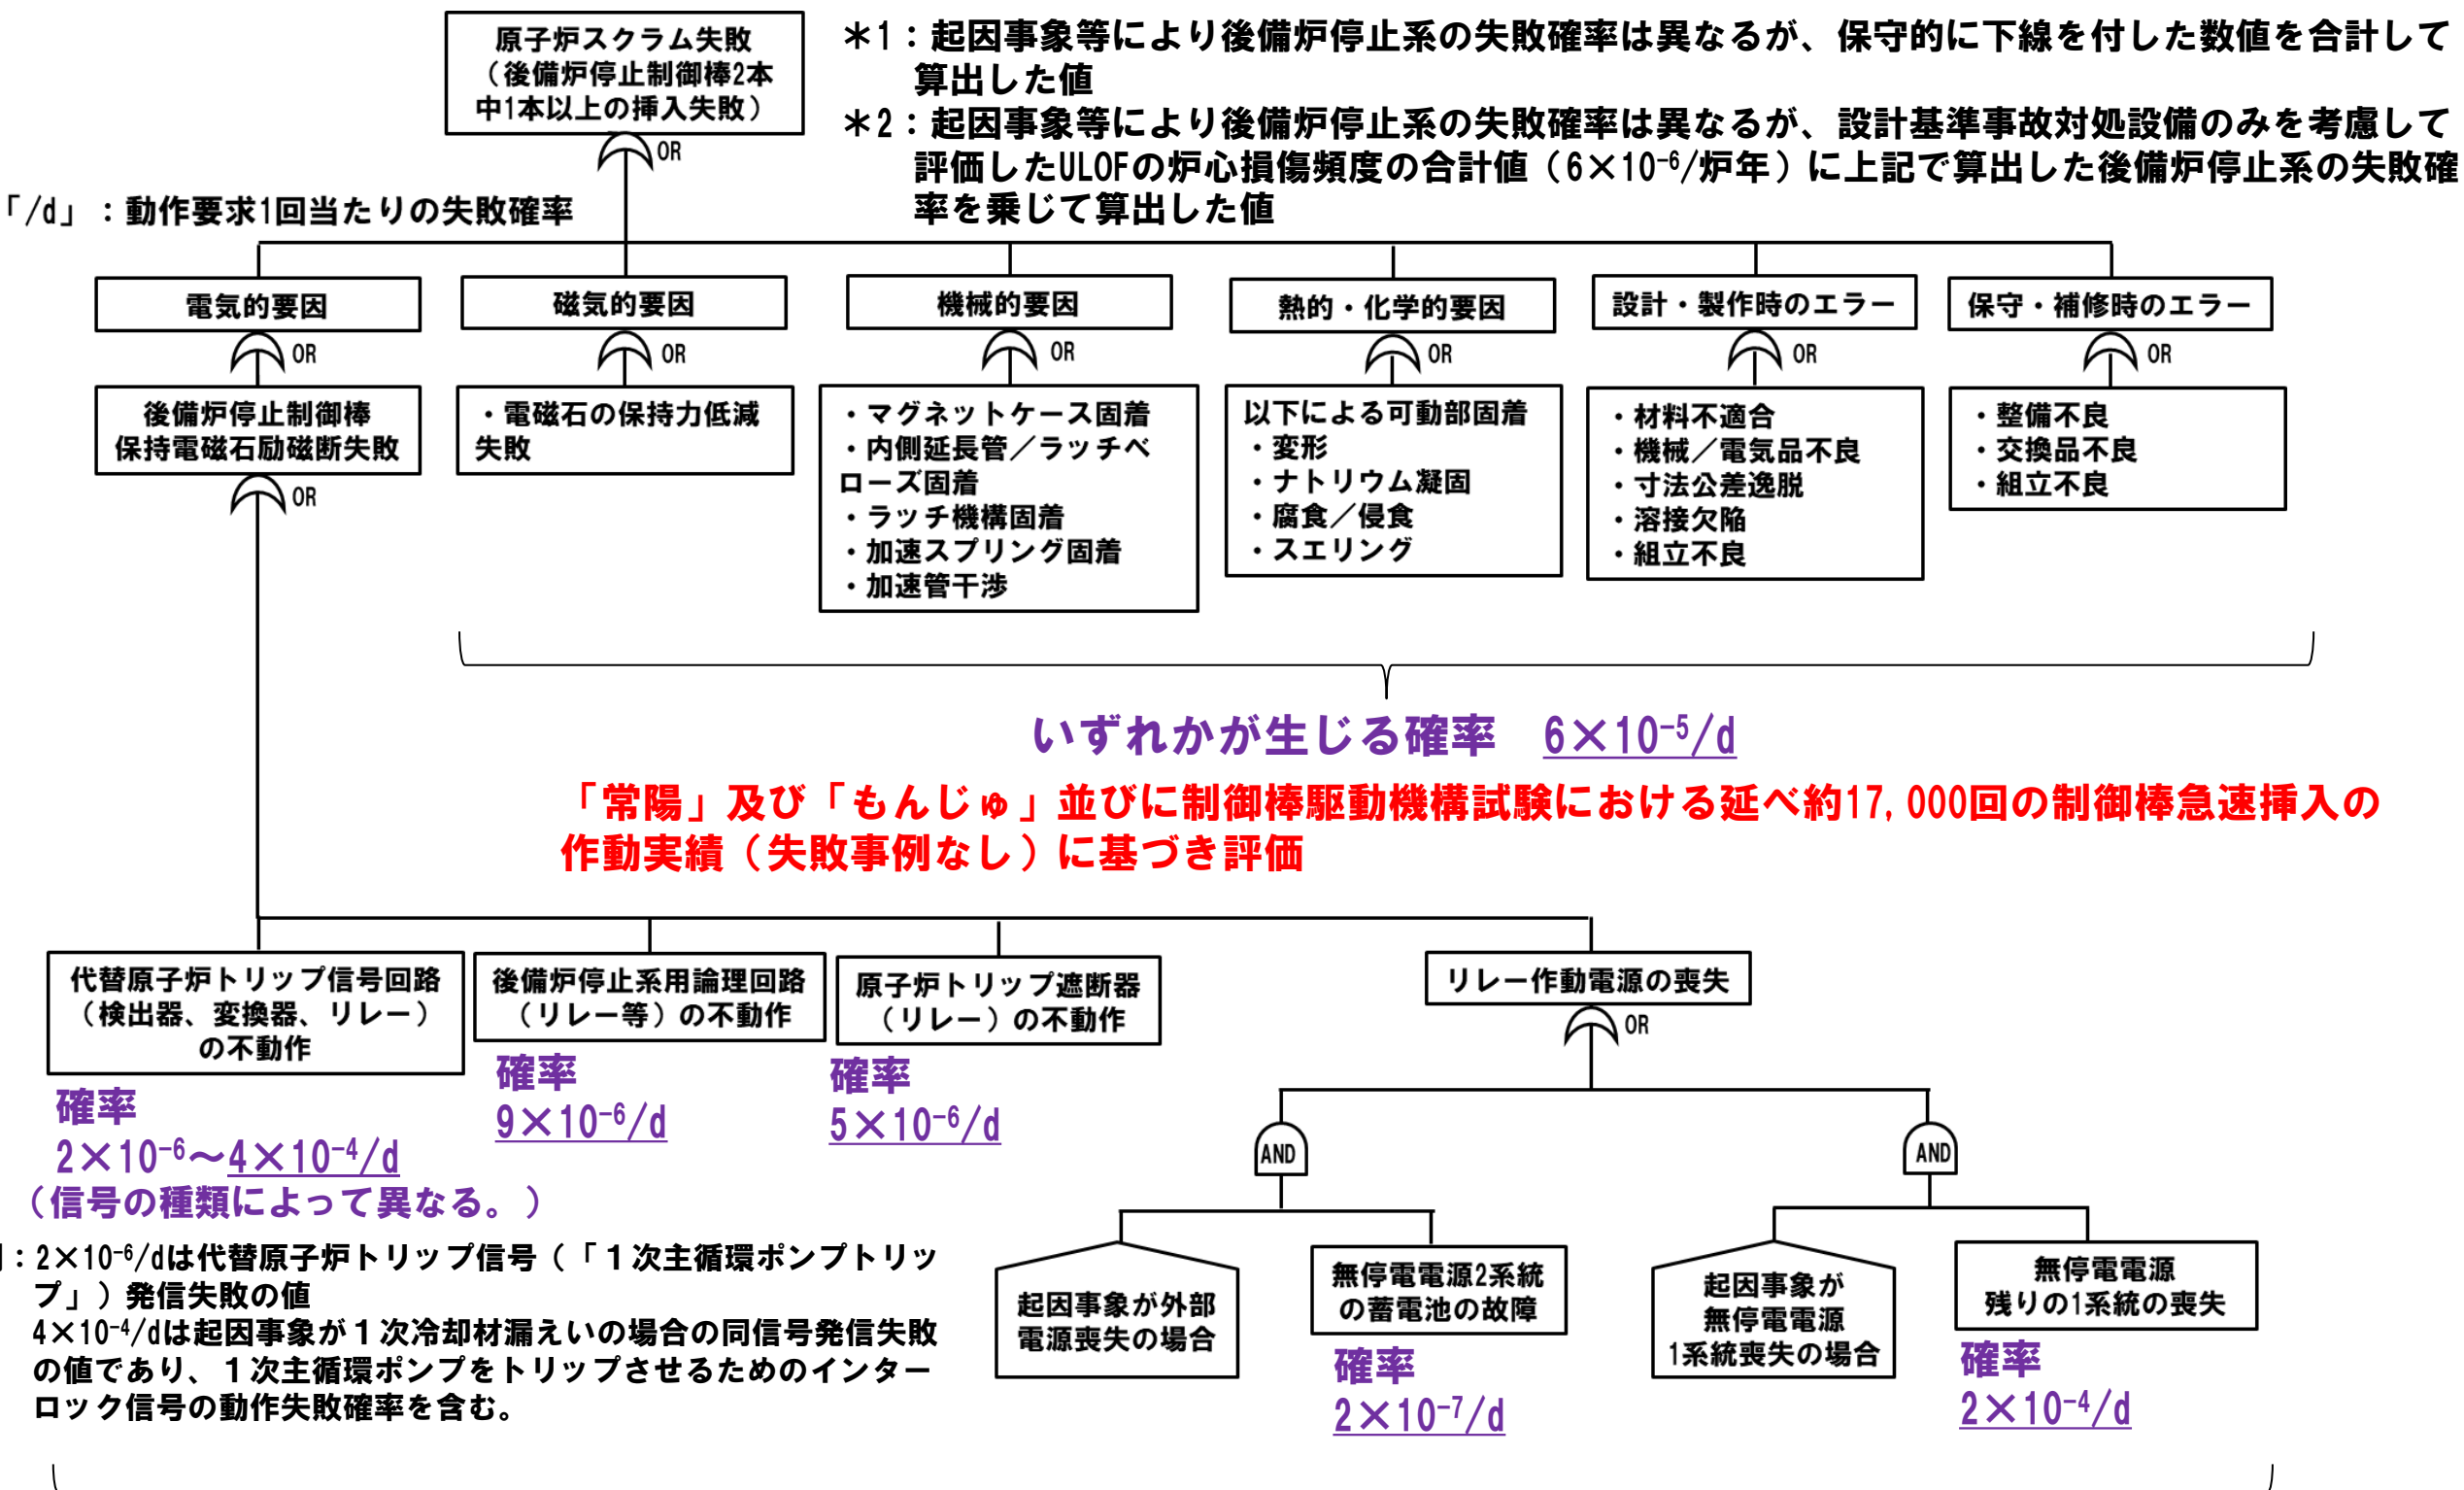 原子炉スクラム失敗
（後備炉停止制御棒2本
中1本以上の挿入失敗）
OR
＊1：起因事象等により後備炉停止系の失敗確率は異なるが、保守的に下線を付した数値を合計して
算出した値
＊2：起因事象等により後備炉停止系の失敗確率は異なるが、設計基準事故対処設備のみを考慮して
評価したULOFの炉心損傷頻度の合計値（6×10⁻⁶/炉年）に上記で算出した後備炉停止系の失敗確
率を乗じて算出した値
「/d」：動作要求1回当たりの失敗確率
電気的要因
OR
後備炉停止制御棒
保持電磁石励磁断失敗
OR
磁気的要因
OR
・電磁石の保持力低減
失敗
機械的要因
OR
・マグネットケース固着
・内側延長管／ラッチベ
ローズ固着
・ラッチ機構固着
・加速スプリング固着
・加速管干渉
熱的・化学的要因
OR
以下による可動部固着
・変形
・ナトリウム凝固
・腐食／侵食
・スエリング
設計・製作時のエラー
OR
・材料不適合
・機械／電気品不良
・寸法公差逸脱
・溶接欠陥
・組立不良
保守・補修時のエラー
OR
・整備不良
・交換品不良
・組立不良
いずれかが生じる確率　6×10⁻⁵/d
「常陽」及び「もんじゅ」並びに制御棒駆動機構試験における延べ約17,000回の制御棒急速挿入の
作動実績（失敗事例なし）に基づき評価
代替原子炉トリップ信号回路
（検出器、変換器、リレー）
の不動作
確率
2×10⁻⁶～4×10⁻⁴/d
（信号の種類によって異なる。）
後備炉停止系用論理回路
（リレー等）の不動作
確率
9×10⁻⁶/d
原子炉トリップ遮断器
（リレー）の不動作
確率
5×10⁻⁶/d
リレー作動電源の喪失
OR
AND
AND
起因事象が外部
電源喪失の場合
無停電電源2系統
の蓄電池の故障
確率
2×10⁻⁷/d
起因事象が
無停電電源
1系統喪失の場合
無停電電源
残りの1系統の喪失
確率
2×10⁻⁴/d
：2×10⁻⁶/dは代替原子炉トリップ信号（「１次主循環ポンプトリッ
プ」）発信失敗の値
4×10⁻⁴/dは起因事象が１次冷却材漏えいの場合の同信号発信失敗
の値であり、１次主循環ポンプをトリップさせるためのインター
ロック信号の動作失敗確率を含む。